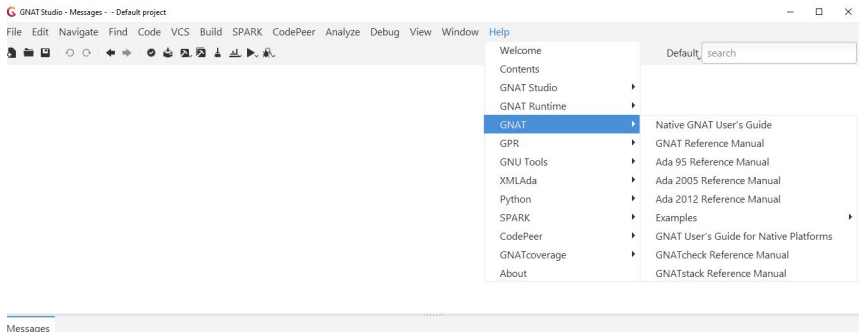 GNAT Studio - Messages - - Default project
File Edit Navigate Find Code VCS Build SPARK CodePeer Analyze Debug View Window Help
Default search
Welcome
Contents
GNAT Studio
GNAT Runtime
GNAT
GPR
GNU Tools
XMLAda
Python
SPARK
CodePeer
GNATcoverage
About
Native GNAT User's Guide
GNAT Reference Manual
Ada 95 Reference Manual
Ada 2005 Reference Manual
Ada 2012 Reference Manual
Examples
GNAT User's Guide for Native Platforms
GNATcheck Reference Manual
GNATstack Reference Manual
Messages